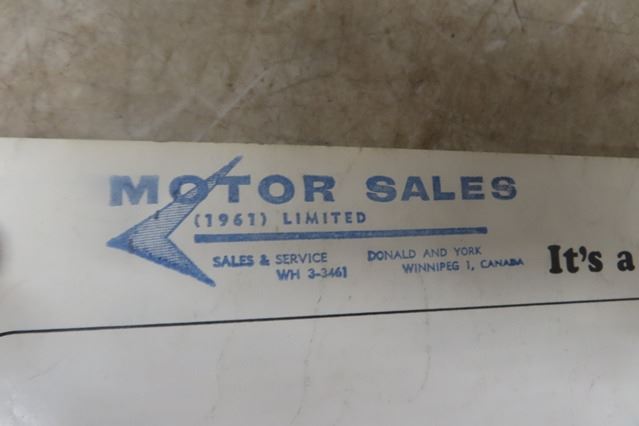 MOTOR SALES
(1961) LIMITED
SALES & SERVICE
WH 3-3461
DONALD AND YORK
WINNIPEG 1, CANADA
It's a